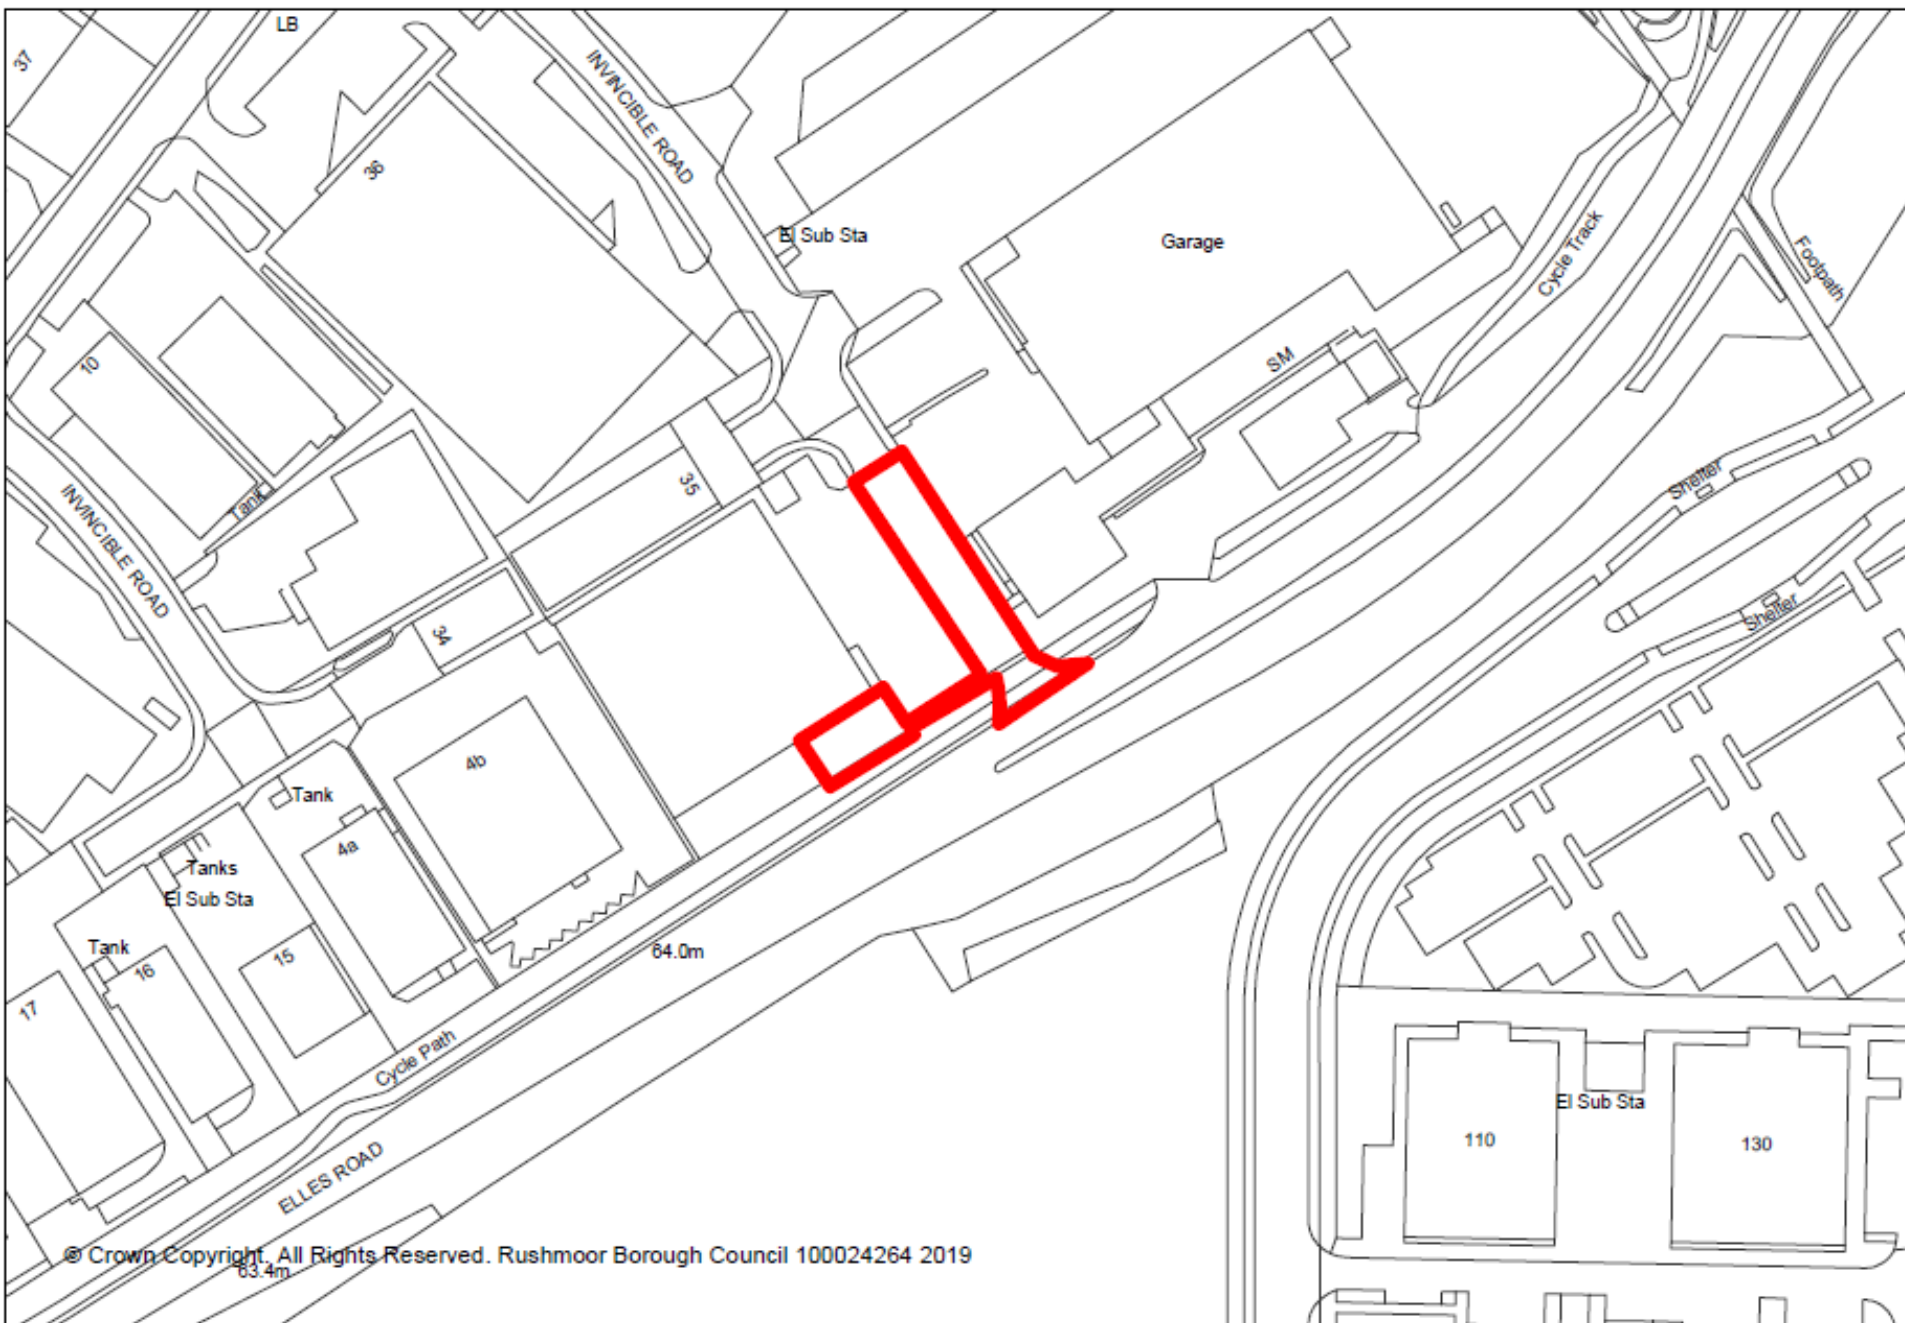 LB
37
INVINCIBLE ROAD
36
El Sub Sta
Garage
Cycle Track
Footpath
10
SM
35
Tank
INVINCIBLE ROAD
Shelter
Shelter
34
4b
Tank
4a
Tanks
El Sub Sta
Tank
16
15
64.0m
17
Cycle Path
El Sub Sta
110
130
ELLES ROAD
© Crown Copyright. All Rights Reserved. Rushmoor Borough Council 100024264 2019
63.4m